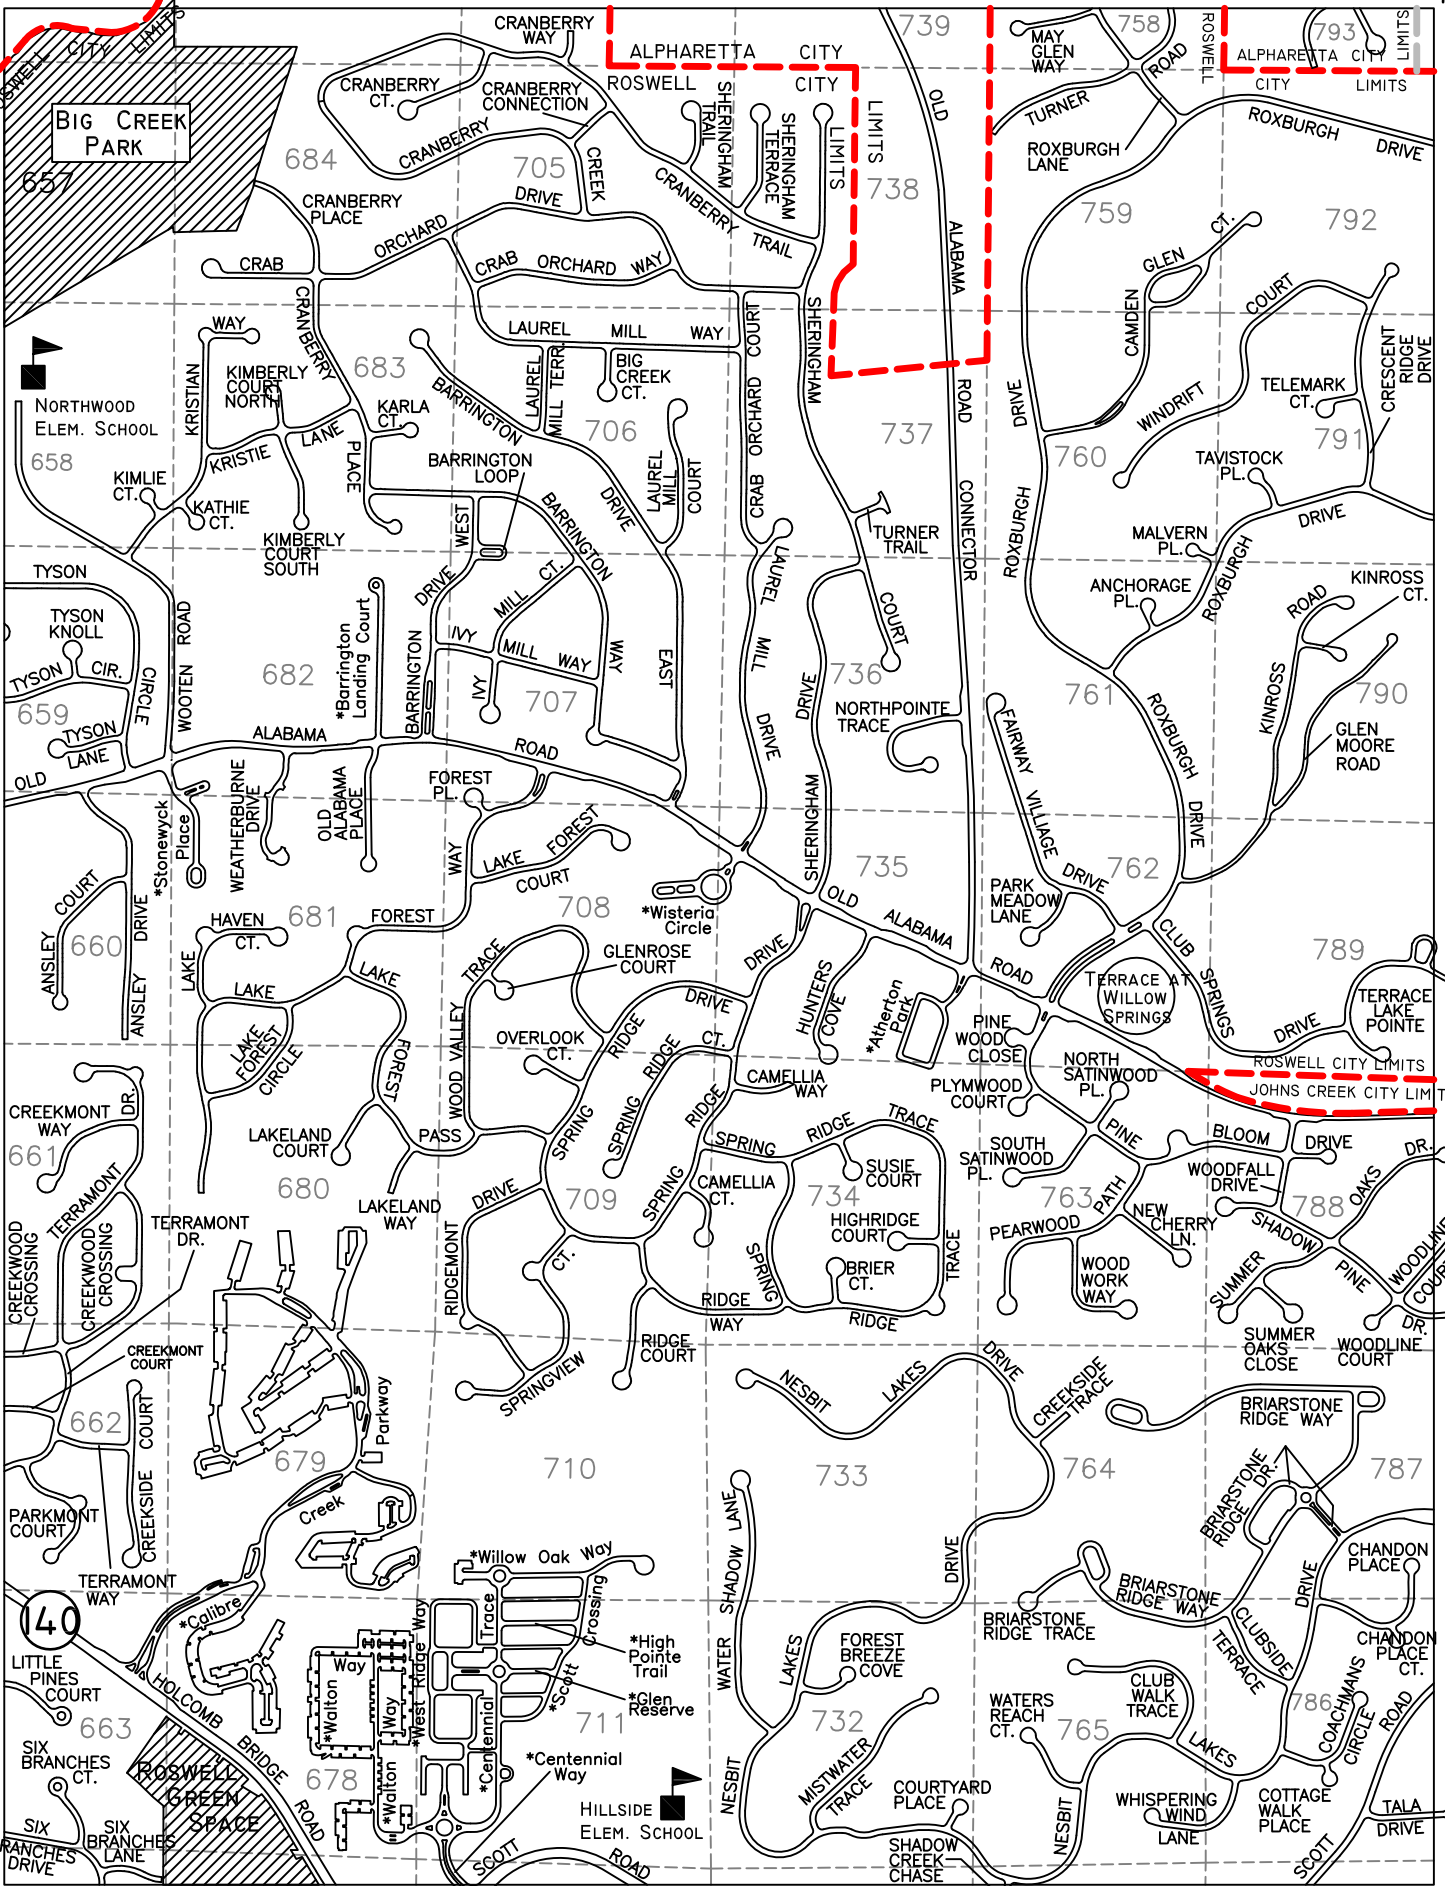 CRANBERRY
WAY
ALPHARETTA CITY
ROSWELL CITY
LIMITS
LIMITS
739
OLD
MAY
GLEN
WAY
758
ROAD
ROSWELL
793
LIMITS
ALPHARETTA CITY
CITY LIMITS
ROSWELL
CITY
LIMITS
BIG CREEK
PARK
657
CRANBERRY
CT.
CRANBERRY
CONNECTION
684
CRANBERRY
705
CREEK
SHERINGHAM
TRAIL
SHERINGHAM
TERRACE
TURNER
ROXBURGH
LANE
ROXBURGH
DRIVE
738
759
792
CRANBERRY
PLACE
ORCHARD
DRIVE
CRANBERRY
TRAIL
ALABAMA
GLEN
CT.
CRAB
CRAB ORCHARD WAY
CAMDEN
COURT
CRANBERRY
SHERINGHAM
WAY
LAUREL MILL WAY
COURT
ORCHARD
CRAB
NORTHWOOD
ELEM. SCHOOL
658
KRISTIAN
KIMBERLY
COURT
NORTH
683
BARRINGTON
LAUREL
MILL TERR.
BIG
CREEK
CT.
ROAD
DRIVE
WINDRIFT
TELEMARK
CT.
CRESCENT
RIDGE
DRIVE
KARLA
CT.
706
737
760
791
KRISTIE
LANE
PLACE
BARRINGTON
LOOP
LAUREL
MILL
COURT
TAVISTOCK
PL.
KIMLIE
CT.
KATHIE
CT.
KIMBERLY
COURT
SOUTH
WEST
BARRINGTON
DRIVE
TURNER
TRAIL
CONNECTOR
ROXBURGH
MALVERN
PL.
DRIVE
TYSON
TYSON
KNOLL
TYSON CIR.
CIRCLE
659
TYSON
LANE
WOOTEN ROAD
682
*Barrington
Landing Court
DRIVE
BARRINGTON
MILL CT.
IVY
MILL WAY
IVY
707
WAY
EAST
LAUREL
MILL
DRIVE
COURT
736
DRIVE
SHERINGHAM
NORTHPOINTE
TRACE
ANCHORAGE
PL.
ROXBURGH
KINROSS
CT.
ROAD
KINROSS
761
790
ROXBURGH
DRIVE
GLEN
MOORE
ROAD
FAIRWAY
VILLIAGE
DRIVE
OLD
ALABAMA
ROAD
*Stonewyck
Place
WEATHERBURNE
DRIVE
OLD
ALABAMA
PLACE
FOREST
PL.
WAY
LAKE FOREST
COURT
735
762
COURT
ANSLEY
DRIVE
ANSLEY
660
681
HAVEN
CT.
FOREST
708
*Wisteria
Circle
OLD
ALABAMA
ROAD
PARK
MEADOW
LANE
CLUB
SPRINGS
DRIVE
789
LAKE
LAKE
LAKE
FOREST
CIRCLE
LAKE
FOREST
TRACE
WOOD VALLEY
GLENROSE
COURT
OVERLOOK
CT.
DRIVE
DRIVE
RIDGE
SPRING
RIDGE CT.
SPRING
HUNTERS
COVE
*Atherton
Park
TERRACE AT
WILLOW
SPRINGS
TERRACE
LAKE
POINTE
PINE
WOOD
CLOSE
NORTH
SATINWOOD
PL.
PLYMWOOD
COURT
ROSWELL CITY LIMITS
JOHNS CREEK CITY LIMIT
CREEKMONT
WAY
DR.
661
TERRAMONT
LAKELAND
COURT
PASS
680
LAKELAND
WAY
RIDGE
CAMELLIA
WAY
SPRING
RIDGE
TRACE
SUSIE
COURT
CAMELLIA
CT.
SPRING
709
734
HIGHRIDGE
COURT
BRIER
CT.
TRACE
SPRING
RIDGE
WAY
RIDGE
SOUTH
SATINWOOD
PL.
PINE
BLOOM
DRIVE
DR.
WOODFALL
DRIVE
763
PATH
788
OAKS
PEARWOOD
NEW
CHERRY
LN.
SHADOW
PINE
DR.
WOODLINE
COURT
SUMMER
WOOD
WORK
WAY
SUMMER
OAKS
CLOSE
WOODLINE
COURT
CREEKWOOD
CROSSING
CREEKWOOD
CROSSING
TERRAMONT
DR.
DRIVE
RIDGEMONT
CT.
RIDGE
COURT
SPRINGVIEW
CREEKMONT
COURT
662
COURT
CREEKSIDE
Parkway
679
Creek
710
NESBIT
LAKES
DRIVE
CREEKSIDE
TRACE
733
764
BRIARSTONE
RIDGE WAY
787
BRIARSTONE
DR.
BRIARSTONE
RIDGE
PARKMONT
COURT
TERRAMONT
WAY
140
*Calibre
*Willow Oak Way
Trace
Crossing
*Scott
*High
Pointe
Trail
*Glen
Reserve
*Centennial
*Centennial
Way
*West Ridge Way
Way
*Walton
Way
*Walton
SHADOW LANE
WATER
DRIVE
LAKES
FOREST
BREEZE
COVE
BRIARSTONE
RIDGE TRACE
BRIARSTONE
RIDGE WAY
CLUBSIDE
TERRACE
DRIVE
CHANDON
PLACE
CHANDON
PLACE
CT.
LITTLE
PINES
COURT
663
HOLCOMB
BRIDGE
ROAD
ROSWELL
GREEN
SPACE
SIX
BRANCHES
CT.
SIX
BRANCHES
LANE
SIX
RANCHES
DRIVE
678
711
HILLSIDE
ELEM. SCHOOL
SCOTT
ROAD
NESBIT
732
MISTWATER
TRACE
COURTYARD
PLACE
SHADOW
CREEK
CHASE
WATERS
REACH
CT.
765
CLUB
WALK
TRACE
LAKES
NESBIT
WHISPERING
WIND
LANE
786
COACHMANS
CIRCLE
COTTAGE
WALK
PLACE
ROAD
SCOTT
TALA
DRIVE